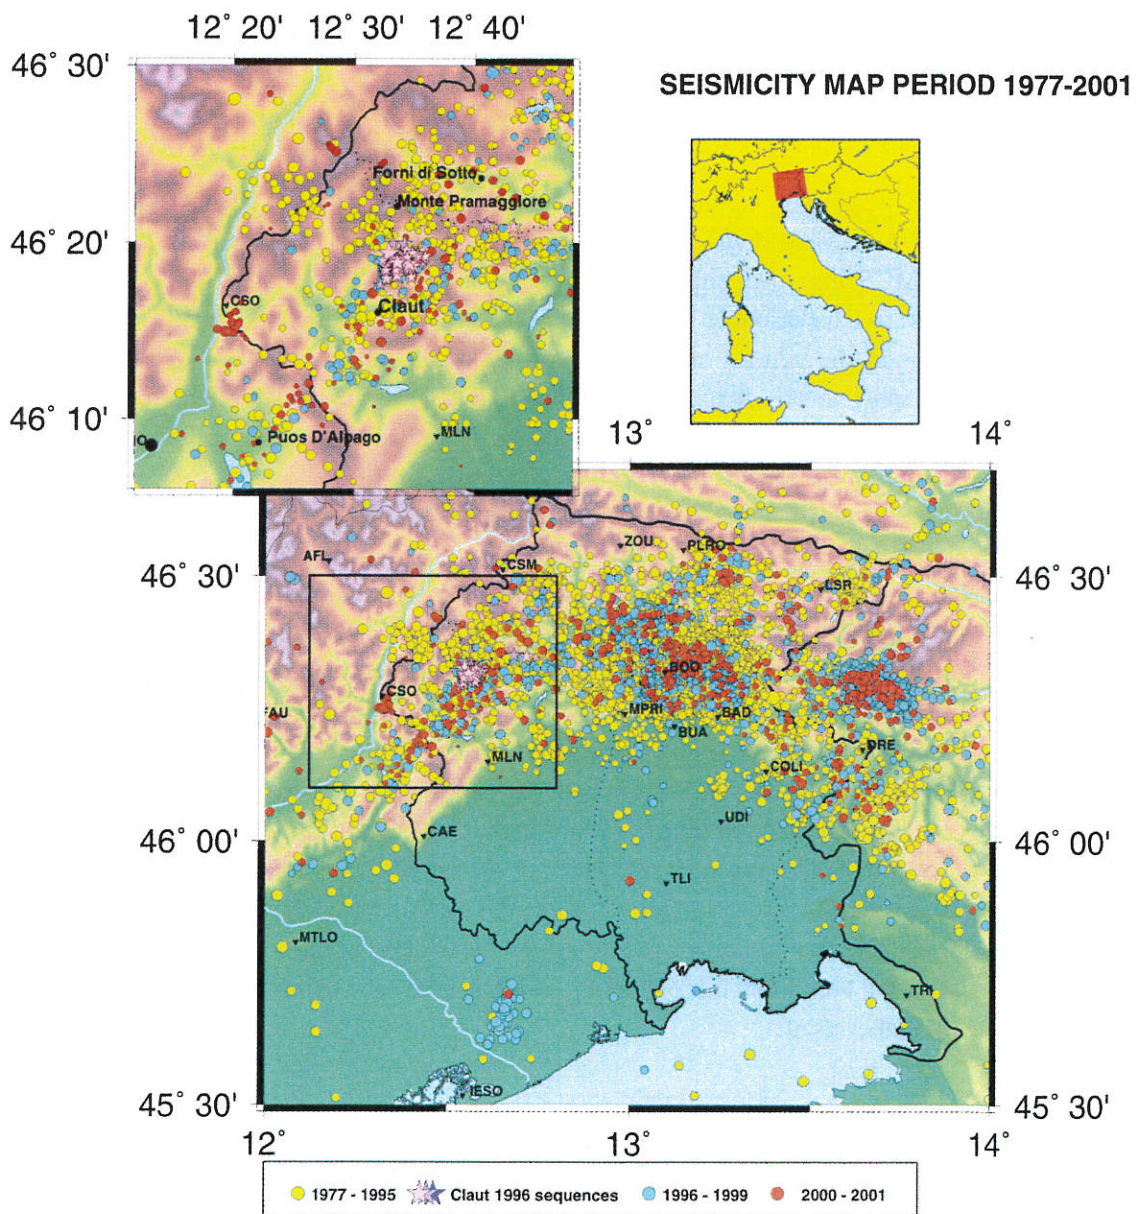 12° 20' 12° 30' 12° 40'
46° 30'
SEISMICITY MAP PERIOD 1977-2001
Forni di Sotto
Monte Pramaggiore
46° 20'
CSO
Claut
46° 10'
MLN
Puos D'Alpago
13° 14°
ZOU
PLRO
AFL
CSM
46° 30' 46° 30'
LSR
BOO
CSO
FAU
MPRI
BAD
BUA
DRE
MLN
COLI
UDI
46° 00' 46° 00'
CAE
TLI
MTLO
TRI
IESO
45° 30' 45° 30'
12° 13° 14°
1977 - 1995 Claut 1996 sequences 1996 - 1999 2000 - 2001